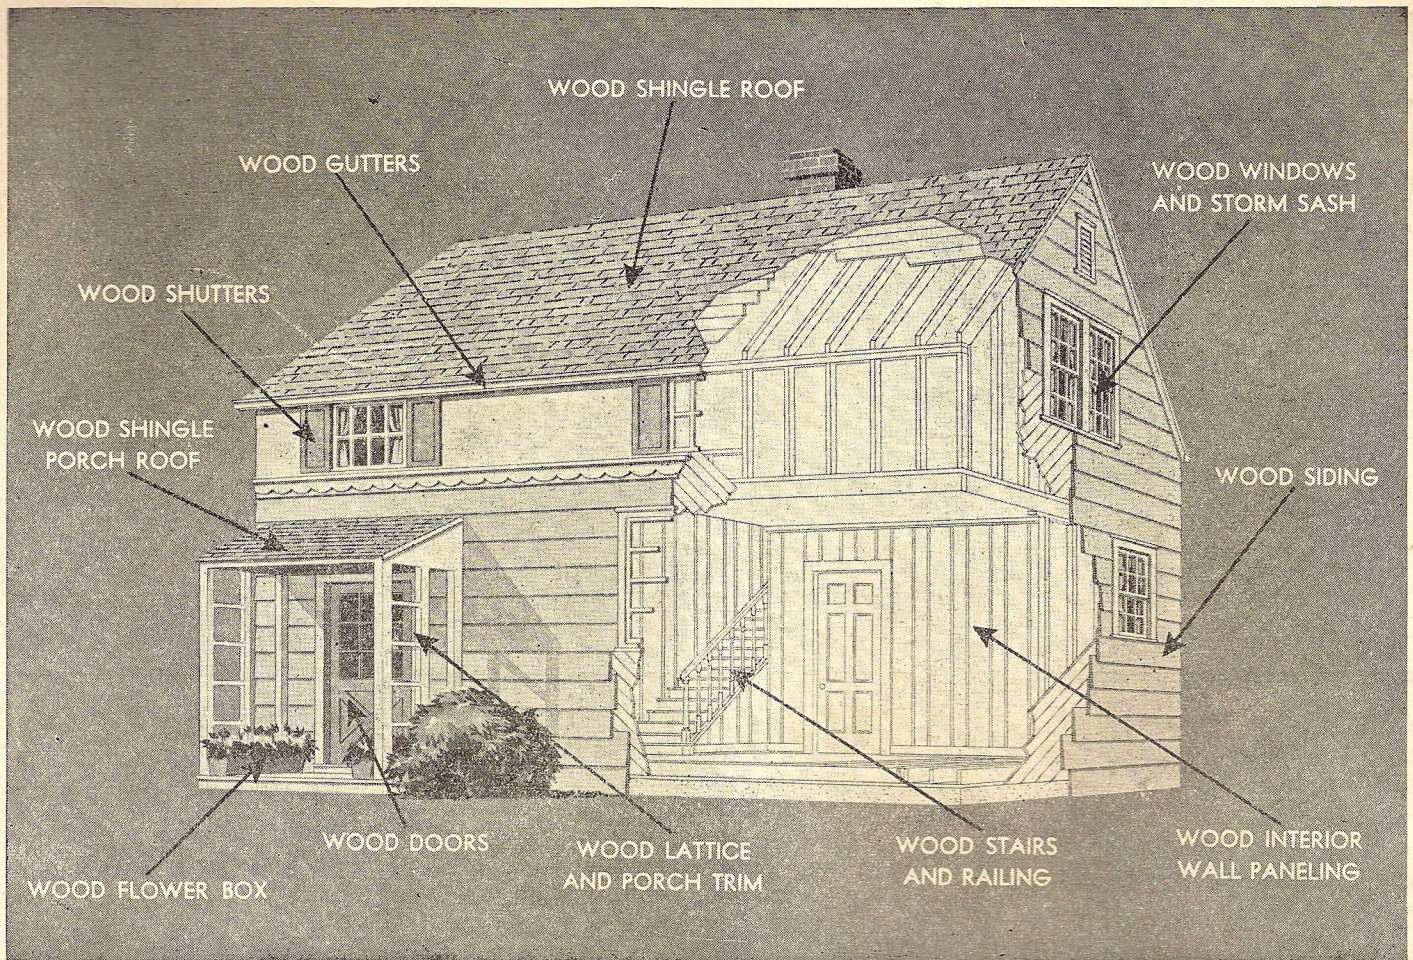 WOOD SHINGLE ROOF
WOOD GUTTERS
WOOD WINDOWS
AND STORM SASH
WOOD SHUTTERS
WOOD SHINGLE
PORCH ROOF
WOOD SIDING
WOOD DOORS
WOOD LATTICE
AND PORCH TRIM
WOOD STAIRS
AND RAILING
WOOD INTERIOR
WALL PANELING
WOOD FLOWER BOX